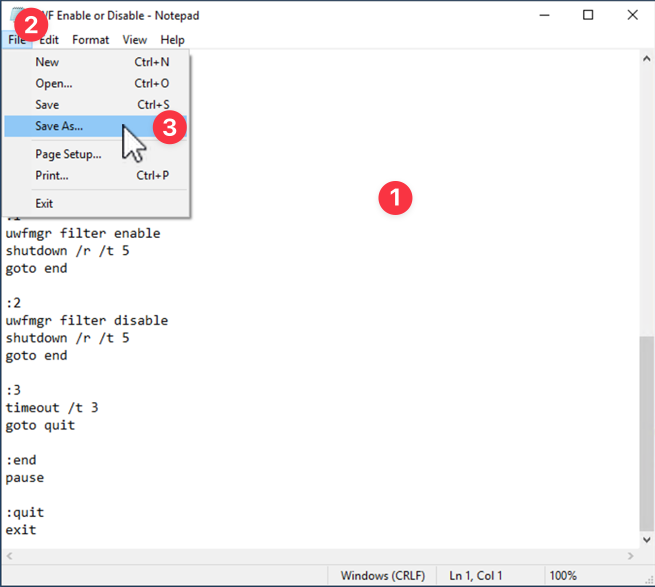 2
F Enable or Disable - Notepad
File Edit Format View Help
New Ctrl+N
Open... Ctrl+O
Save Ctrl+S
Save As...
3
Page Setup...
Print... Ctrl+P
Exit
1
uwfmgr filter enable
shutdown /r /t 5
goto end
:2
uwfmgr filter disable
shutdown /r /t 5
goto end
:3
timeout /t 3
goto quit
:end
pause
:quit
exit
Windows (CRLF) Ln 1, Col 1 100%